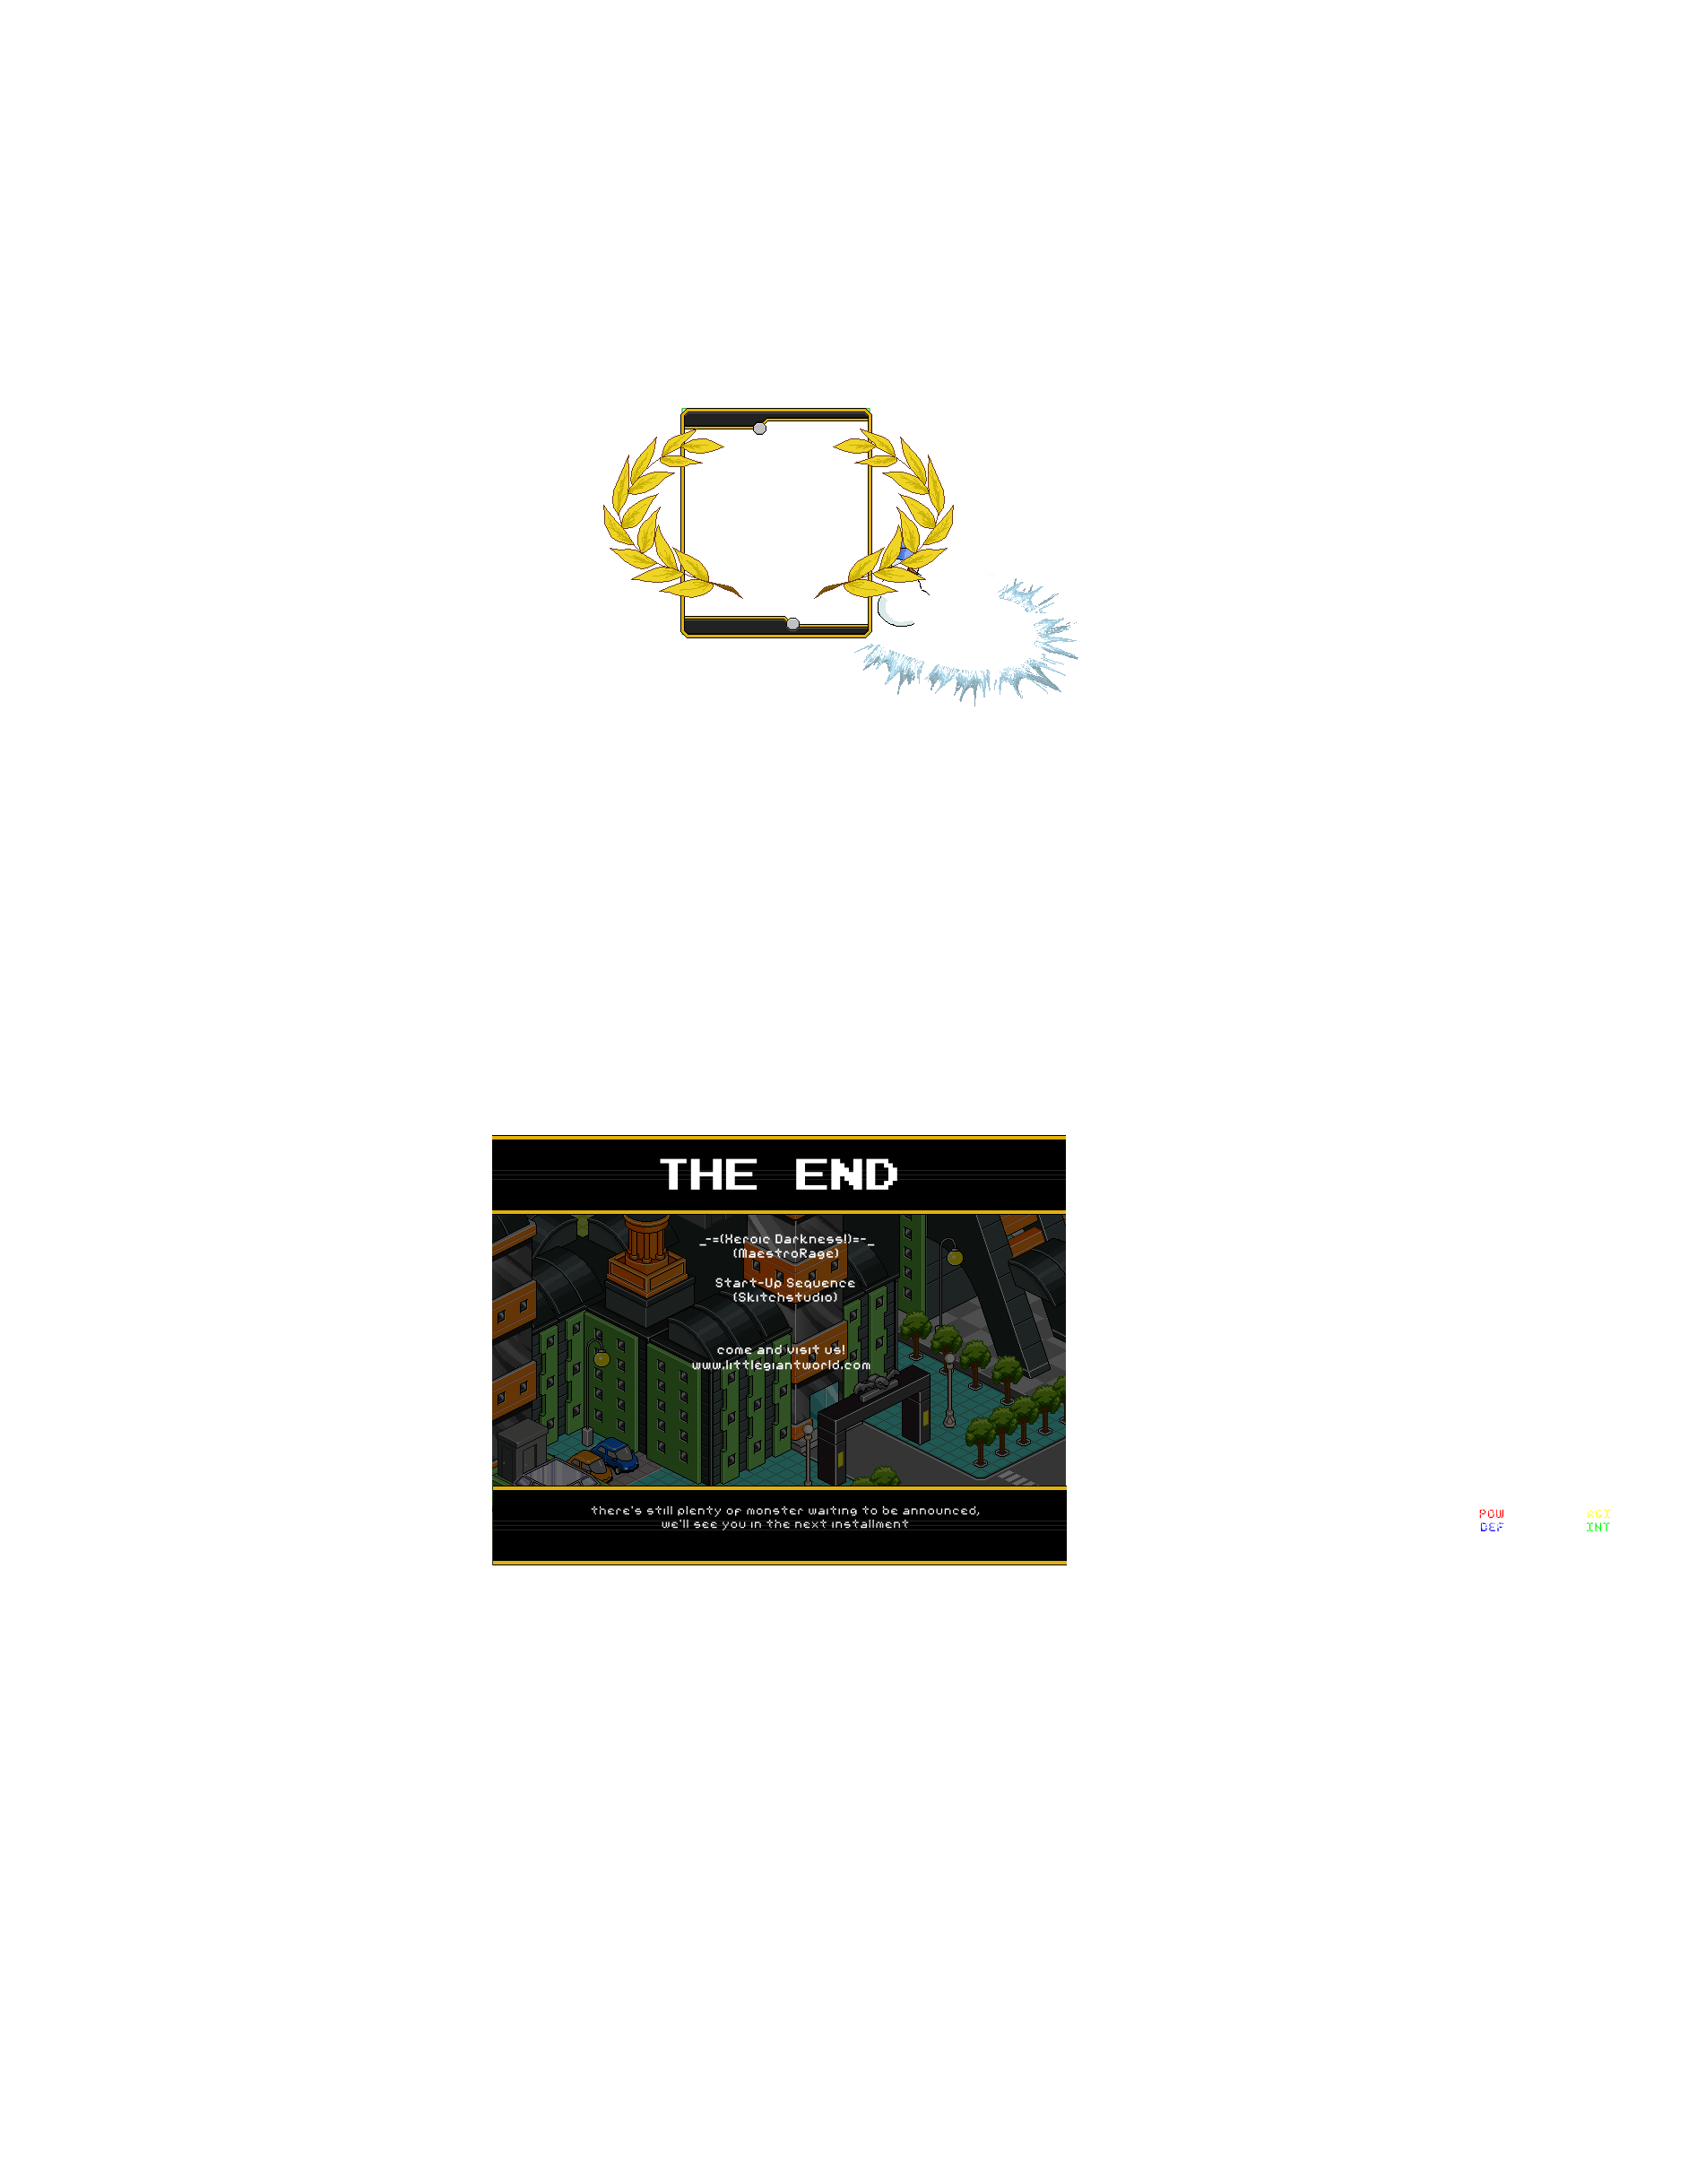 THE END
_-=(Xeroic Darkness!)=-_
(MaestroRage)
Start-Up Sequence
(Skitchstudio)
come and visit us!
www.littlegiantworld.com
there's still plenty of monster waiting to be announced,
we'll see you in the next installment
POW AGI
DEF INT